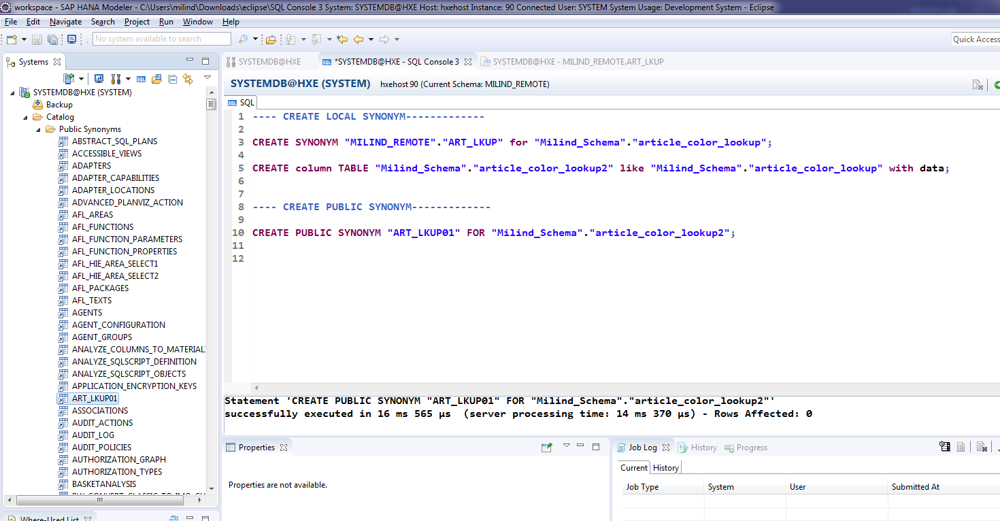 workspace - SAP HANA Modeler - C:\Users\milind\Downloads\eclipse\SQL Console 3 System: SYSTEMDB@HXE Host: hxehost Instance: 90 Connected User: SYSTEM System Usage: Development System - Eclipse
File Edit Navigate Search Project Run Window Help
No system available to search
Quick Access
Systems
SYSTEMDB@HXE *SYSTEMDB@HXE - SQL Console 3 SYSTEMDB@HXE - MILIND_REMOTE.ART_LKUP
SYSTEMDB@HXE (SYSTEM) hxehost 90 (Current Schema: MILIND_REMOTE)
SQL
SYSTEMDB@HXE (SYSTEM)
Backup
Catalog
Public Synonyms
ABSTRACT_SQL_PLANS
ACCESSIBLE_VIEWS
ADAPTERS
ADAPTER_CAPABILITIES
ADAPTER_LOCATIONS
ADVANCED_PLANVIZ_ACTION
AFL_AREAS
AFL_FUNCTIONS
AFL_FUNCTION_PARAMETERS
AFL_FUNCTION_PROPERTIES
AFL_HIE_AREA_SELECT1
AFL_HIE_AREA_SELECT2
AFL_PACKAGES
AFL_TEXTS
AGENTS
AGENT_CONFIGURATION
AGENT_GROUPS
ANALYZE_COLUMNS_TO_MATERIAL
ANALYZE_SQLSCRIPT_DEFINITION
ANALYZE_SQLSCRIPT_OBJECTS
APPLICATION_ENCRYPTION_KEYS
ART_LKUP01
ASSOCIATIONS
AUDIT_ACTIONS
AUDIT_LOG
AUDIT_POLICIES
AUTHORIZATION_GRAPH
AUTHORIZATION_TYPES
BASKETANALYSIS
Where-Used List
1 ---- CREATE LOCAL SYNONYM-------------
2
3 CREATE SYNONYM "MILIND_REMOTE"."ART_LKUP" for "Milind_Schema"."article_color_lookup";
4
5 CREATE column TABLE "Milind_Schema"."article_color_lookup2" like "Milind_Schema"."article_color_lookup" with data;
6
7
8 ---- CREATE PUBLIC SYNONYM-------------
9
10 CREATE PUBLIC SYNONYM "ART_LKUP01" FOR "Milind_Schema"."article_color_lookup2";
11
12
Statement 'CREATE PUBLIC SYNONYM "ART_LKUP01" FOR "Milind_Schema"."article_color_lookup2"'
successfully executed in 16 ms 565 µs (server processing time: 14 ms 370 µs) - Rows Affected: 0
Properties
Properties are not available.
Job Log History Progress
Current History
Job Type System User Submitted At